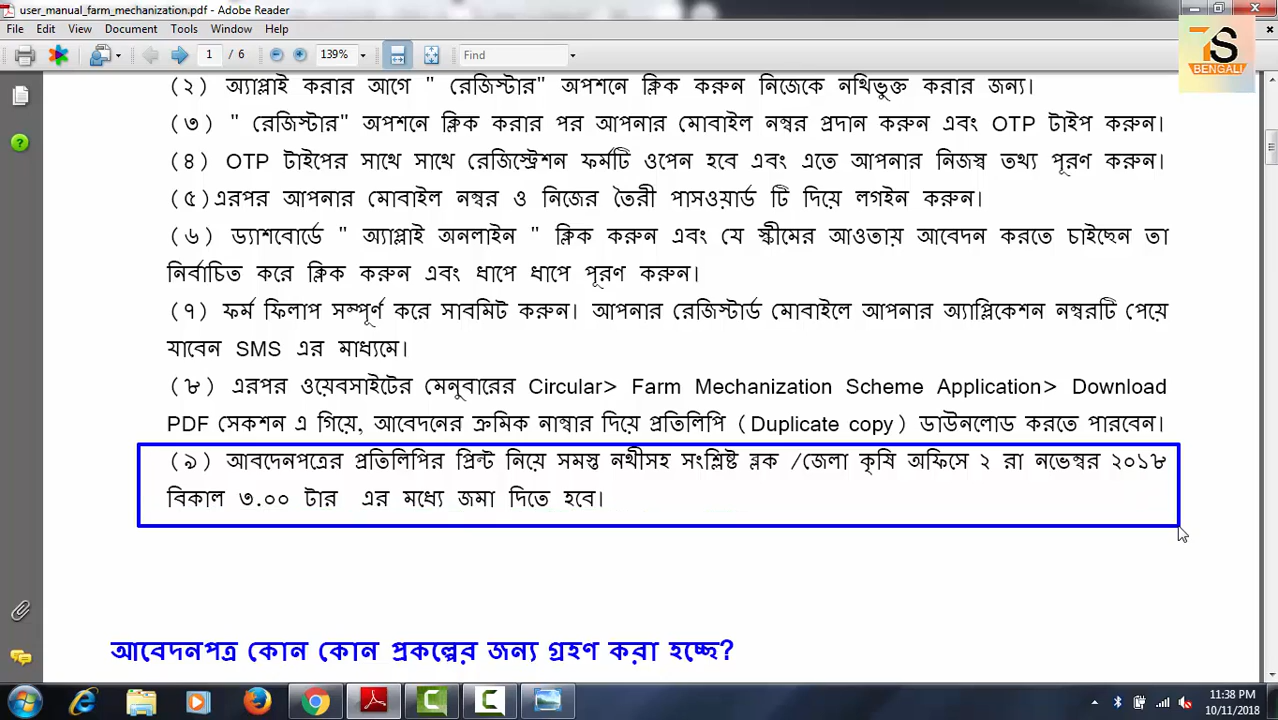 user_manual_farm_mechanization.pdf - Adobe Reader
File Edit View Document Tools Window Help
1 / 6 139% Find
7S
BENGALI
(২) অ্যাপ্লাই করার আগে " রেজিস্টার" অপশনে ক্লিক করুন নিজেকে নথিভুক্ত করার জন্য।
(৩) " রেজিস্টার" অপশনে ক্লিক করার পর আপনার মোবাইল নম্বর প্রদান করুন এবং OTP টাইপ করুন।
(৪) OTP টাইপের সাথে সাথে রেজিস্ট্রেশন ফর্মটি ওপেন হবে এবং এতে আপনার নিজস্ব তথ্য পূরণ করুন।
(৫)এরপর আপনার মোবাইল নম্বর ও নিজের তৈরী পাসওয়ার্ড টি দিয়ে লগইন করুন।
(৬) ড্যাশবোর্ডে " অ্যাপ্লাই অনলাইন " ক্লিক করুন এবং যে স্কীমের আওতায় আবেদন করতে চাইছেন তা
নির্বাচিত করে ক্লিক করুন এবং ধাপে ধাপে পূরণ করুন।
(৭) ফর্ম ফিলাপ সম্পূর্ণ করে সাবমিট করুন। আপনার রেজিস্টার্ড মোবাইলে আপনার অ্যাপ্লিকেশন নম্বরটি পেয়ে
যাবেন SMS এর মাধ্যমে।
(৮) এরপর ওয়েবসাইটের মেনুবারের Circular> Farm Mechanization Scheme Application> Download
PDF সেকশন এ গিয়ে, আবেদনের ক্রমিক নাম্বার দিয়ে প্রতিলিপি (Duplicate copy) ডাউনলোড করতে পারবেন।
(৯) আবদেনপত্রের প্রতিলিপির প্রিন্ট নিয়ে সমস্ত নথীসহ সংশ্লিষ্ট ব্লক /জেলা কৃষি অফিসে ২ রা নভেম্বর ২০১৮
বিকাল ৩.০০ টার এর মধ্যে জমা দিতে হবে।
আবেদনপত্র কোন কোন প্রকল্পের জন্য গ্রহণ করা হচ্ছে?
11:38 PM
10/11/2018